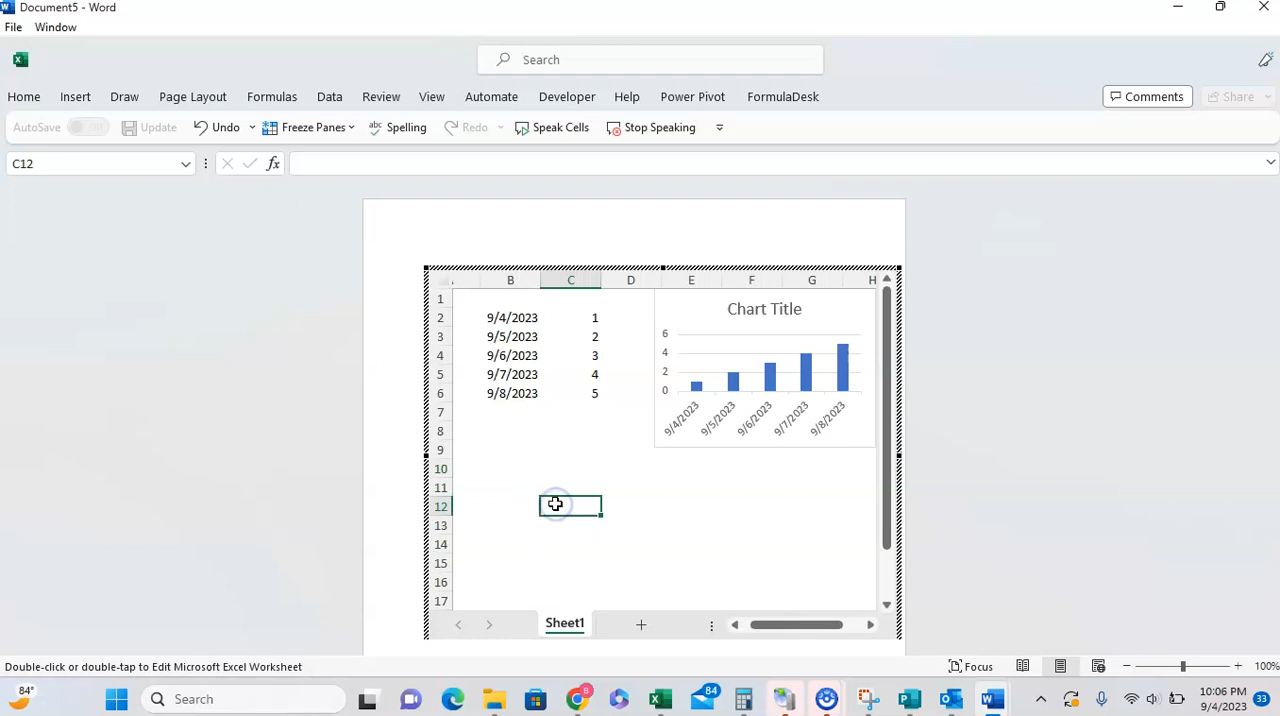 Document5 - Word
File Window
Search
Home Insert Draw Page Layout Formulas Data Review View Automate Developer Help Power Pivot FormulaDesk Comments Share
AutoSave Off Update Undo Freeze Panes Spelling Redo Speak Cells Stop Speaking
C12 fx
B C D E F G H
1
2 9/4/2023 1
3 9/5/2023 2
4 9/6/2023 3
5 9/7/2023 4
6 9/8/2023 5
7
8
9
10
11
12
13
14
15
16
17
Chart Title
6
4
2
0
9/4/2023 9/5/2023 9/6/2023 9/7/2023 9/8/2023
Sheet1
Double-click or double-tap to Edit Microsoft Excel Worksheet Focus 100%
84° Search 8 84 10:06 PM 33
9/4/2023